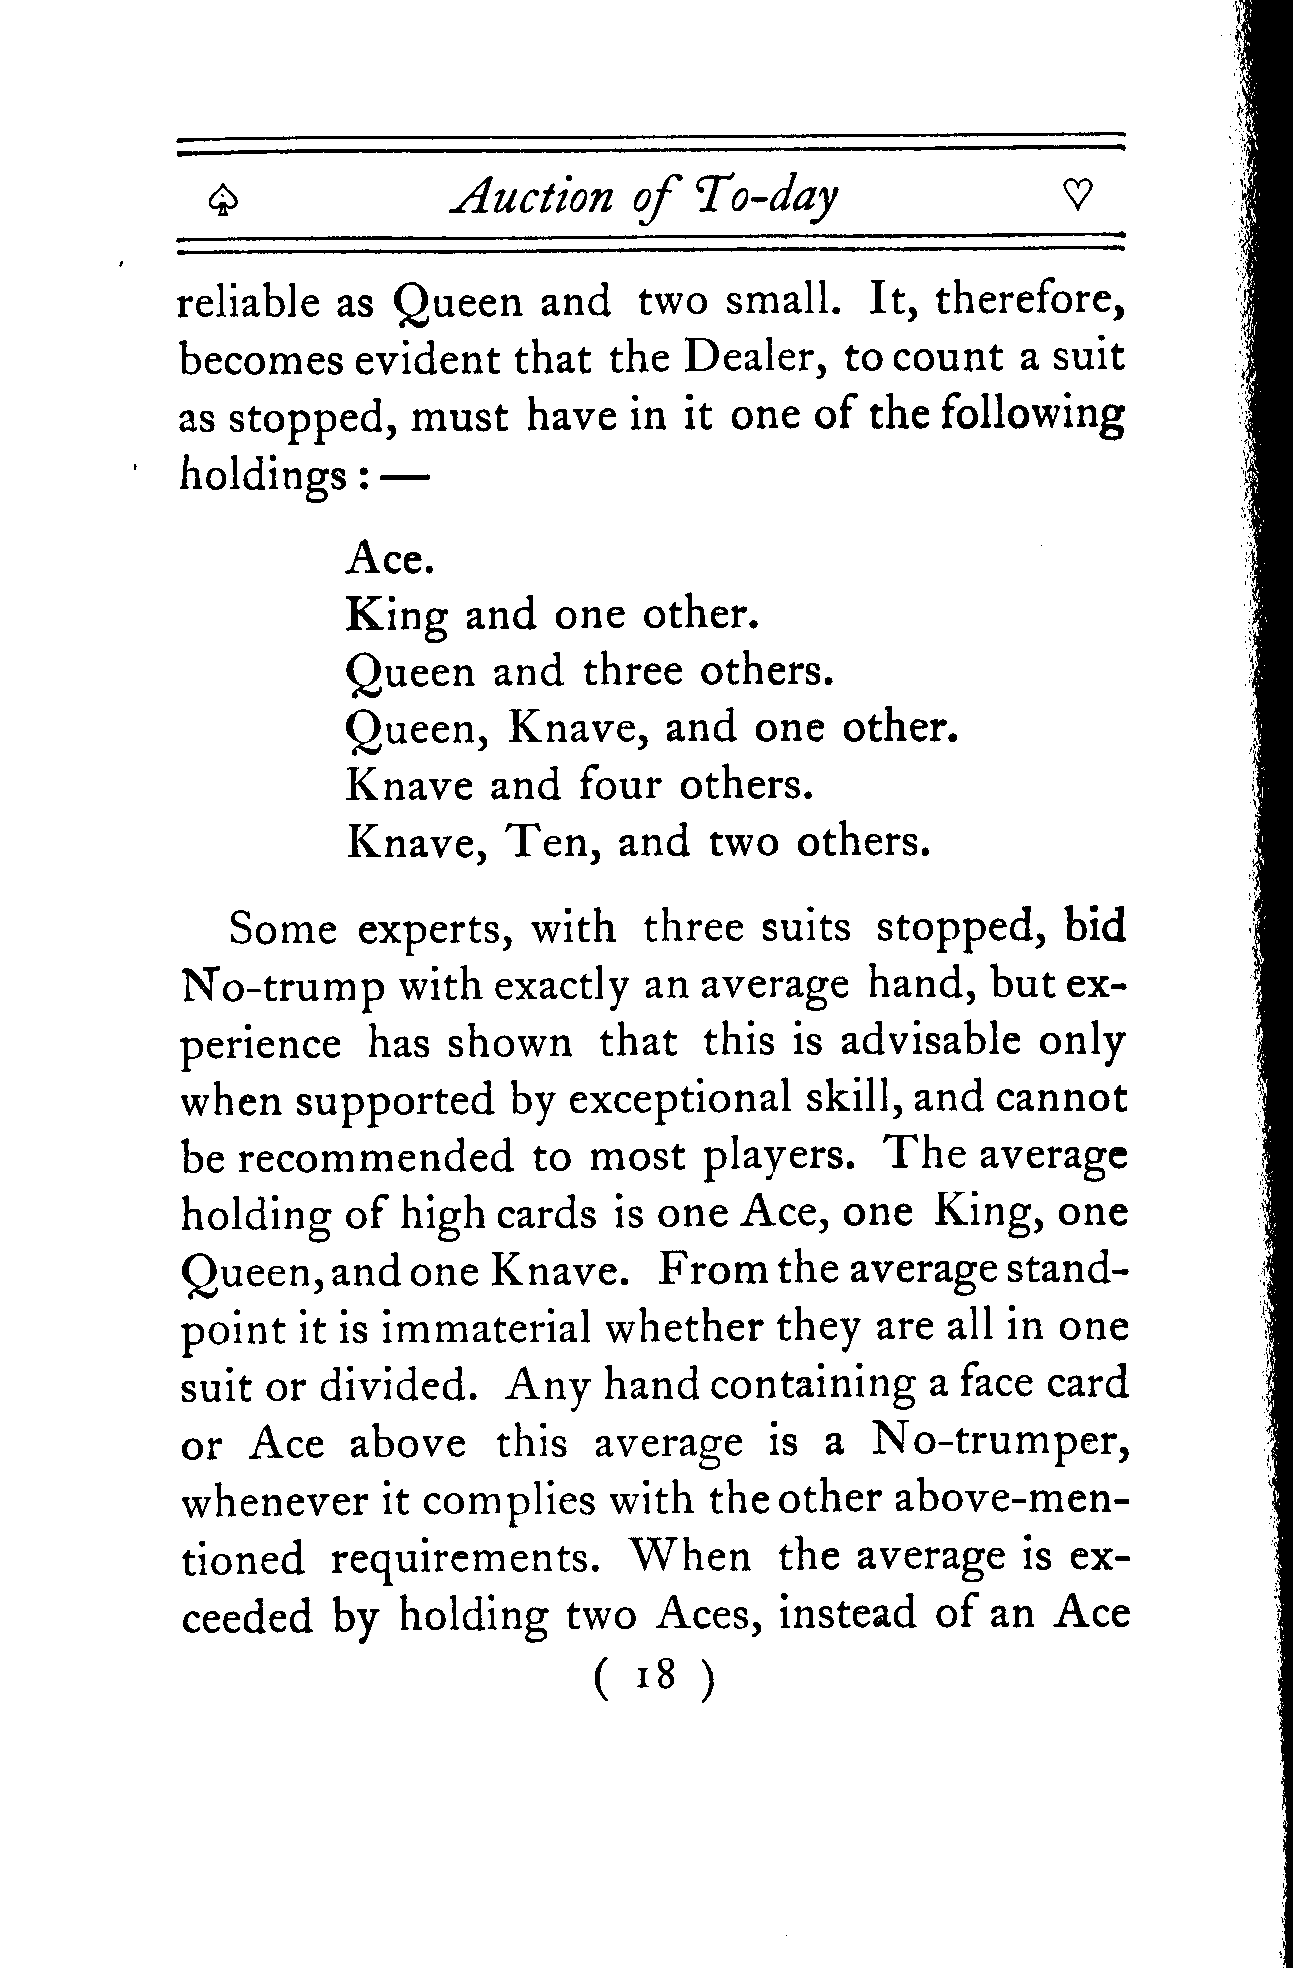 ♤ Auction of To-day ♡
reliable as Queen and two small. It, therefore,
becomes evident that the Dealer, to count a suit
as stopped, must have in it one of the following
holdings : —
Ace.
King and one other.
Queen and three others.
Queen, Knave, and one other.
Knave and four others.
Knave, Ten, and two others.
Some experts, with three suits stopped, bid
No-trump with exactly an average hand, but ex-
perience has shown that this is advisable only
when supported by exceptional skill, and cannot
be recommended to most players. The average
holding of high cards is one Ace, one King, one
Queen, and one Knave. From the average stand-
point it is immaterial whether they are all in one
suit or divided. Any hand containing a face card
or Ace above this average is a No-trumper,
whenever it complies with the other above-men-
tioned requirements. When the average is ex-
ceeded by holding two Aces, instead of an Ace
( 18 )